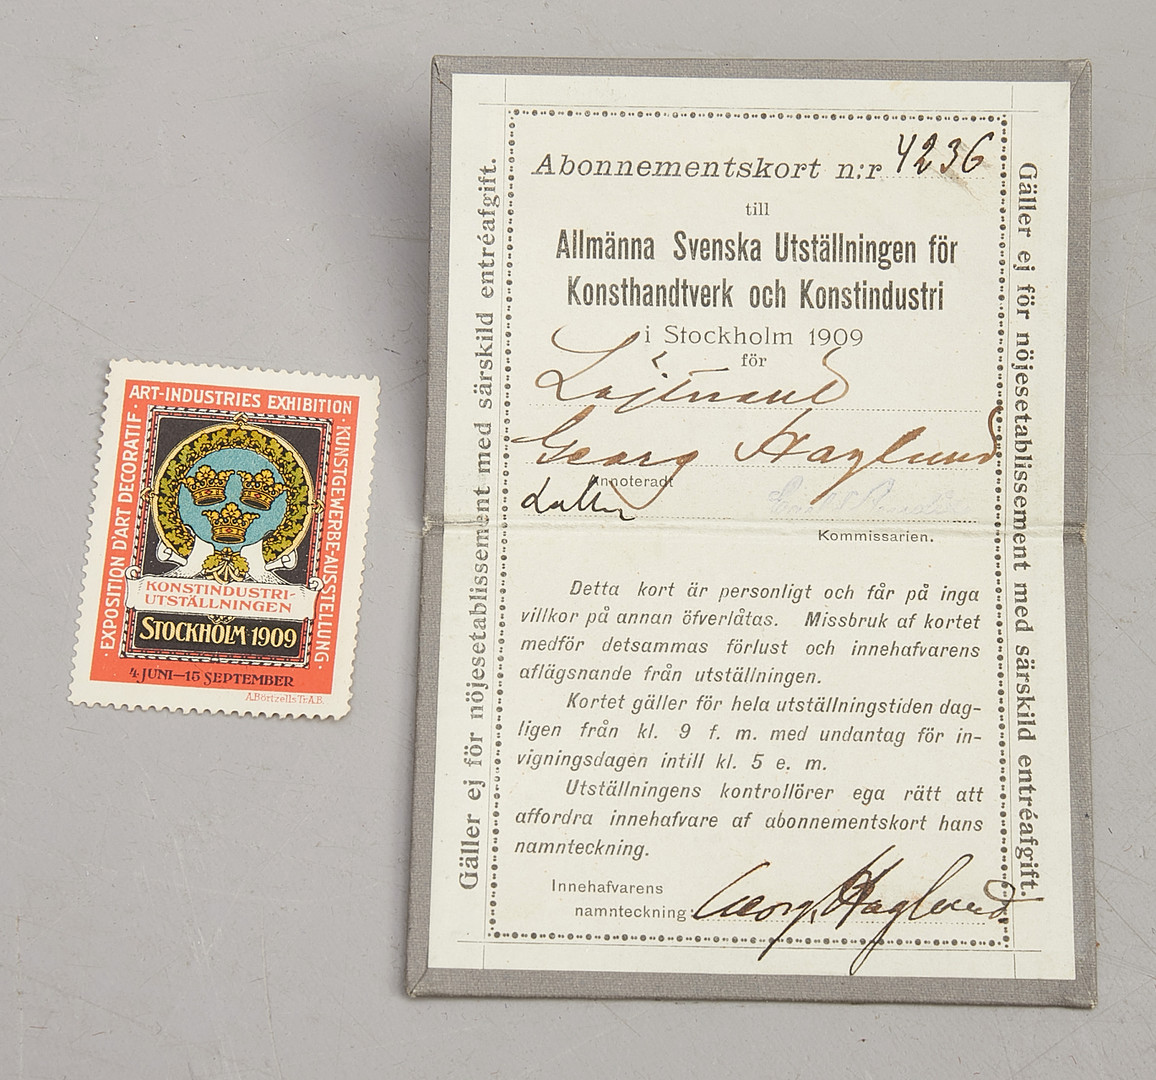 ART-INDUSTRIES EXHIBITION
· EXPOSITION D'ART DECORATIF ·
· KUNSTGEWERBE-AUSSTELLUNG ·
KONSTINDUSTRI-
UTSTÄLLNINGEN
STOCKHOLM·1909
4 JUNI—15 SEPTEMBER
A.Börtzells Tr.A.B.
Gäller ej för nöjesetablissement med särskild entréafgift.
Abonnementskort n:r 4236
till
Allmänna Svenska Utställningen för
Konsthandtverk och Konstindustri
i Stockholm 1909
för
Löjtnant
Georg Haglund
Annoteradt
Kommissarien.
Detta kort är personligt och får på inga
villkor på annan öfverlåtas. Missbruk af kortet
medför detsammas förlust och innehafvarens
aflägsnande från utställningen.
Kortet gäller för hela utställningstiden dag-
ligen från kl. 9 f. m. med undantag för in-
vigningsdagen intill kl. 5 e. m.
Utställningens kontrollörer ega rätt att
affordra innehafvare af abonnementskort hans
namnteckning.
Innehafvarens
namnteckning: Georg Haglund
Gäller ej för nöjesetablissement med särskild entréafgift.